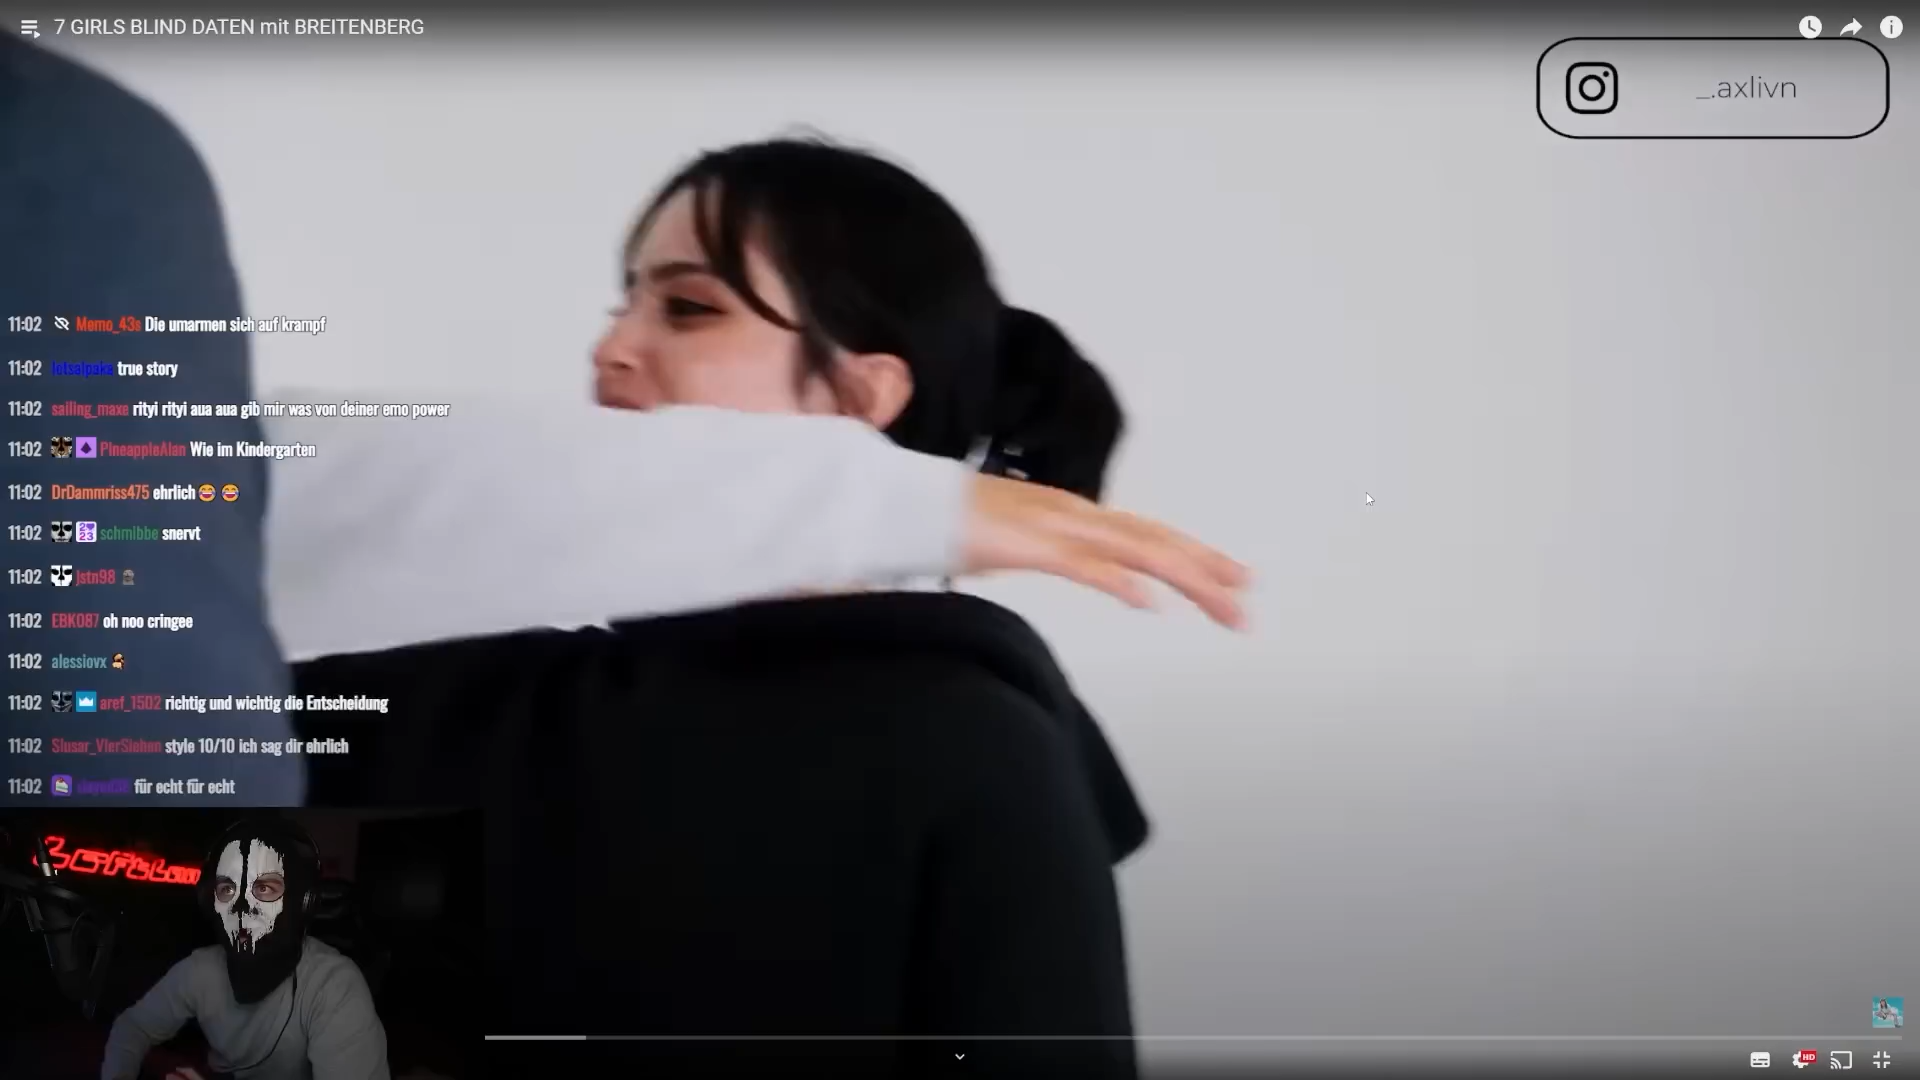 7 GIRLS BLIND DATEN mit BREITENBERG
_.axlivn
11:02 Memo_43s Die umarmen sich auf krampf
11:02 letsalpaka true story
11:02 sailing_maxe rityi rityi aua aua gib mir was von deiner emo power
11:02 PineappleAlan Wie im Kindergarten
11:02 DrDammriss475 ehrlich
11:02 schmibbe snervt
11:02 jstn98
11:02 EBK087 oh noo cringee
11:02 alessiovx
11:02 aref_1502 richtig und wichtig die Entscheidung
11:02 Slusar_VierSieben style 10/10 ich sag dir ehrlich
11:02 für echt für echt
HD